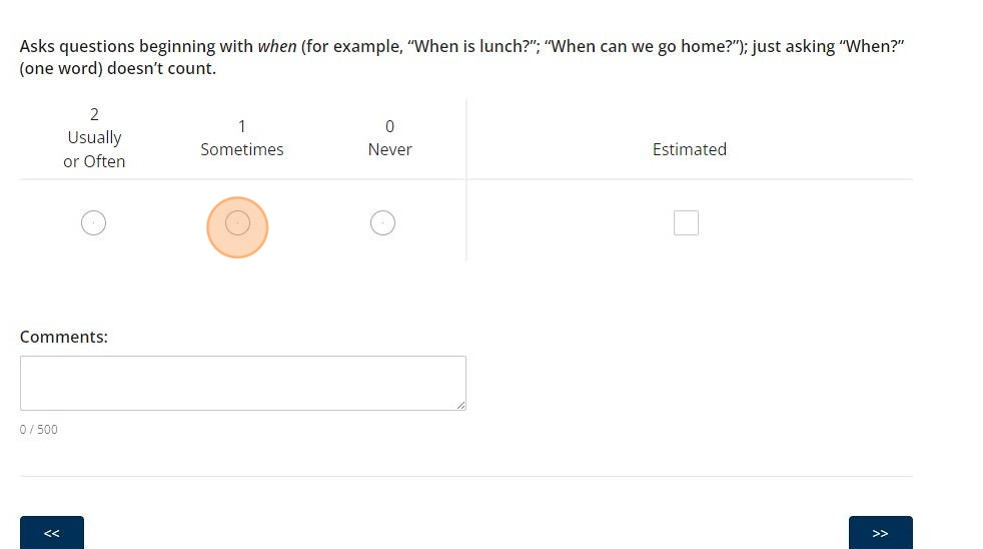 Asks questions beginning with when (for example, “When is lunch?”; “When can we go home?”); just asking “When?”
(one word) doesn’t count.
2
Usually
or Often
1
Sometimes
0
Never
Estimated
Comments:
0 / 500
<<
>>